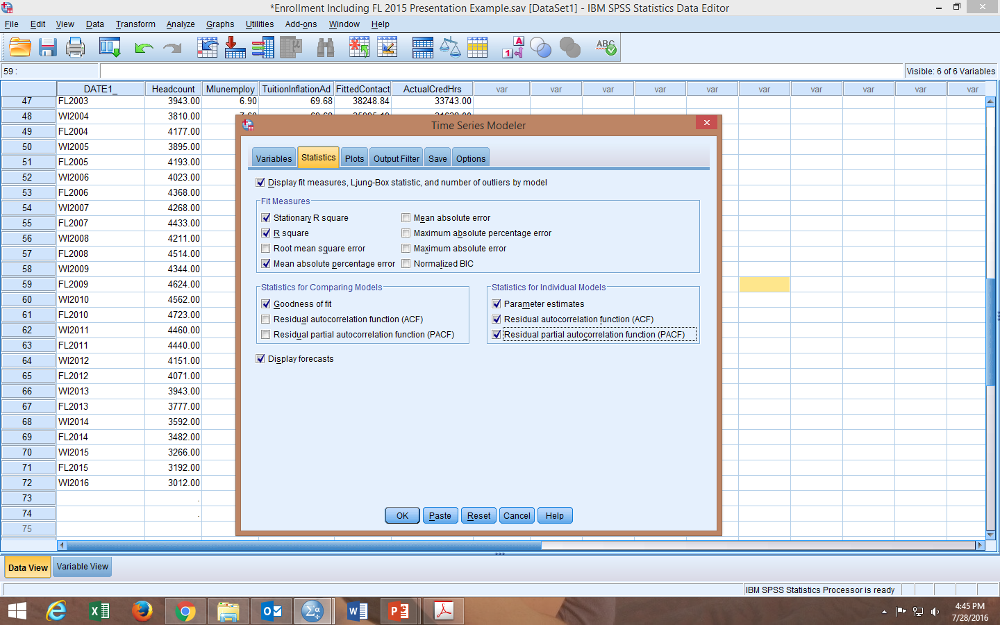 *Enrollment Including FL 2015 Presentation Example.sav [DataSet1] - IBM SPSS Statistics Data Editor
File Edit View Data Transform Analyze Graphs Utilities Add-ons Window Help
59 :
Visible: 6 of 6 Variables
DATE1_ Headcount MIunemploy TuitionInflationAd FittedContact ActualCredHrs var var var var var var var var var var
47 FL2003 3943.00 6.90 69.68 38248.84 33743.00
48 WI2004 3810.00
49 FL2004 4177.00
50 WI2005 3895.00
51 FL2005 4193.00
52 WI2006 4023.00
53 FL2006 4368.00
54 WI2007 4268.00
55 FL2007 4433.00
56 WI2008 4211.00
57 FL2008 4514.00
58 WI2009 4344.00
59 FL2009 4624.00
60 WI2010 4562.00
61 FL2010 4723.00
62 WI2011 4460.00
63 FL2011 4440.00
64 WI2012 4151.00
65 FL2012 4071.00
66 WI2013 3943.00
67 FL2013 3777.00
68 WI2014 3592.00
69 FL2014 3482.00
70 WI2015 3266.00
71 FL2015 3192.00
72 WI2016 3012.00
73 .
74 .
75
Time Series Modeler
Variables Statistics Plots Output Filter Save Options
Display fit measures, Ljung-Box statistic, and number of outliers by model
Fit Measures
Stationary R square Mean absolute error
R square Maximum absolute percentage error
Root mean square error Maximum absolute error
Mean absolute percentage error Normalized BIC
Statistics for Comparing Models
Goodness of fit
Residual autocorrelation function (ACF)
Residual partial autocorrelation function (PACF)
Statistics for Individual Models
Parameter estimates
Residual autocorrelation function (ACF)
Residual partial autocorrelation function (PACF)
Display forecasts
OK Paste Reset Cancel Help
Data View Variable View
IBM SPSS Statistics Processor is ready
4:45 PM
7/28/2016